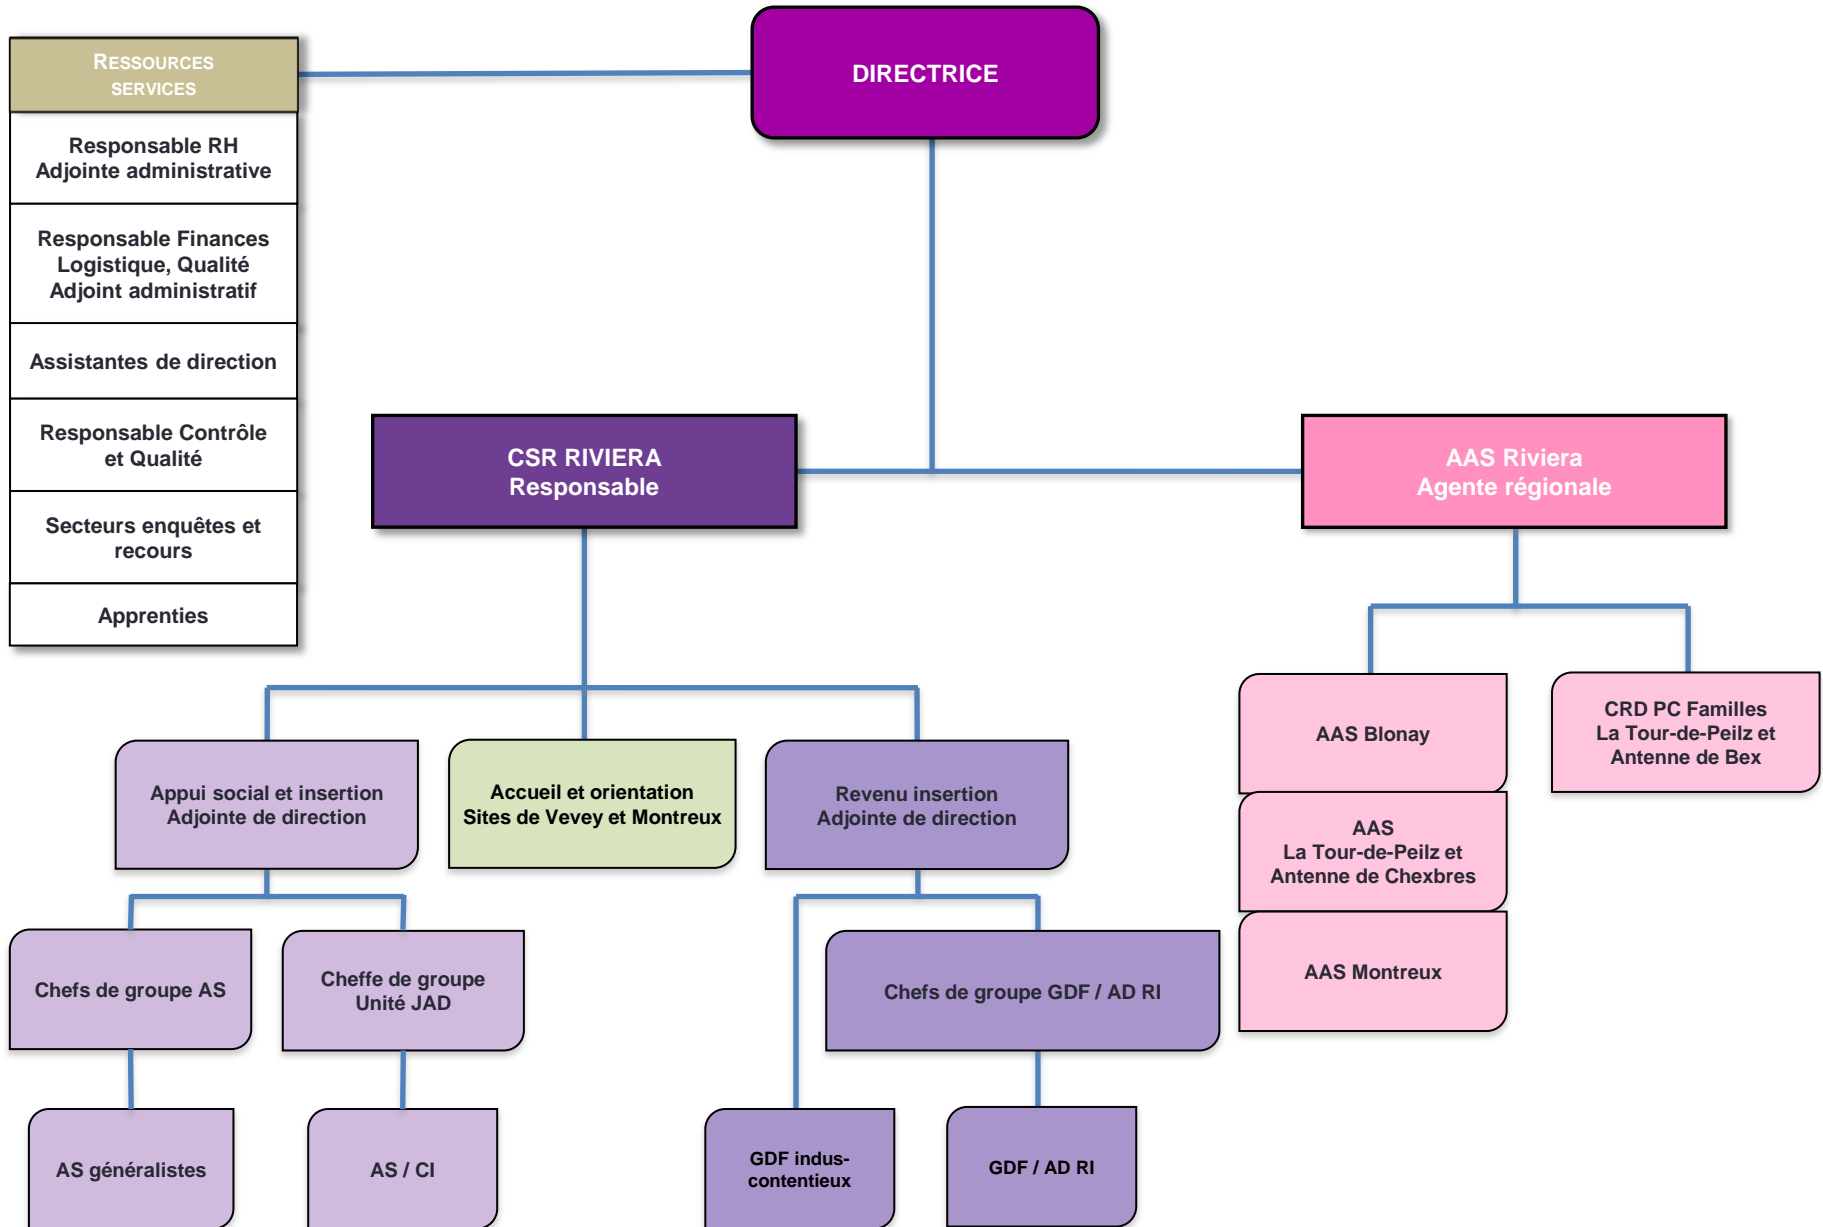 DIRECTRICE
RESSOURCES
SERVICES
Responsable RH
Adjointe administrative
Responsable Finances
Logistique, Qualité
Adjoint administratif
Assistantes de direction
Responsable Contrôle
et Qualité
Secteurs enquêtes et
recours
Apprenties
CSR RIVIERA
Responsable
AAS Riviera
Agente régionale
Appui social et insertion
Adjointe de direction
Accueil et orientation
Sites de Vevey et Montreux
Revenu insertion
Adjointe de direction
AAS Blonay
CRD PC Familles
La Tour-de-Peilz et
Antenne de Bex
AAS
La Tour-de-Peilz et
Antenne de Chexbres
AAS Montreux
Chefs de groupe AS
Cheffe de groupe
Unité JAD
Chefs de groupe GDF / AD RI
AS généralistes
AS / CI
GDF indus-
contentieux
GDF / AD RI